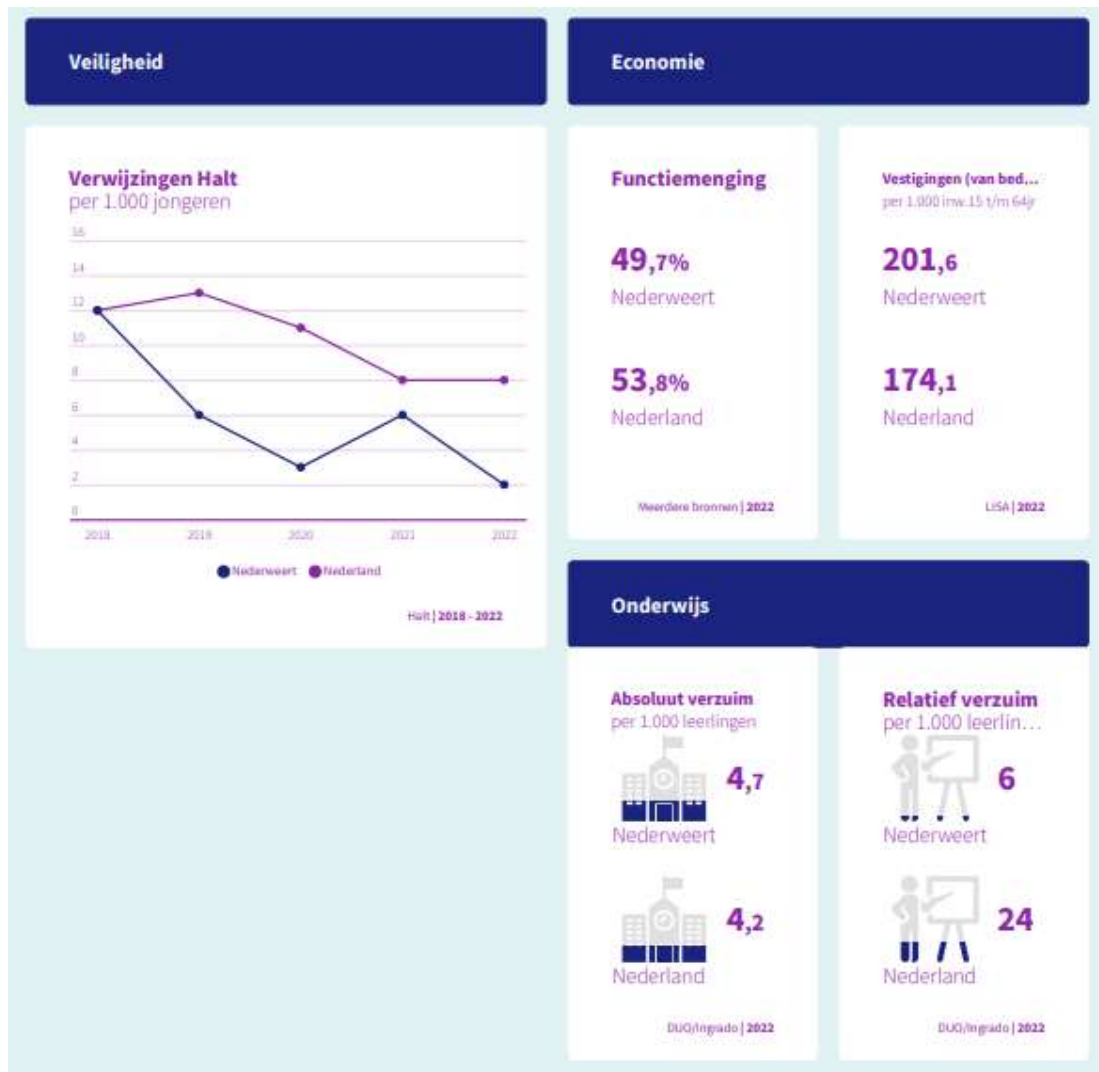 Veiligheid
Verwijzingen Halt
per 1.000 jongeren
16
14
12
10
8
6
4
2
0
2018 2019 2020 2021 2022
Nederweert Nederland
Halt | 2018 - 2022
Economie
Functiemenging
49,7%
Nederweert
53,8%
Nederland
Meerdere bronnen | 2022
Vestigingen (van bed...
per 1.000 inw.15 t/m 64jr
201,6
Nederweert
174,1
Nederland
LISA | 2022
Onderwijs
Absoluut verzuim
per 1.000 leerlingen
4,7
Nederweert
4,2
Nederland
DUO/Ingrado | 2022
Relatief verzuim
per 1.000 leerlin...
6
Nederweert
24
Nederland
DUO/Ingrado | 2022